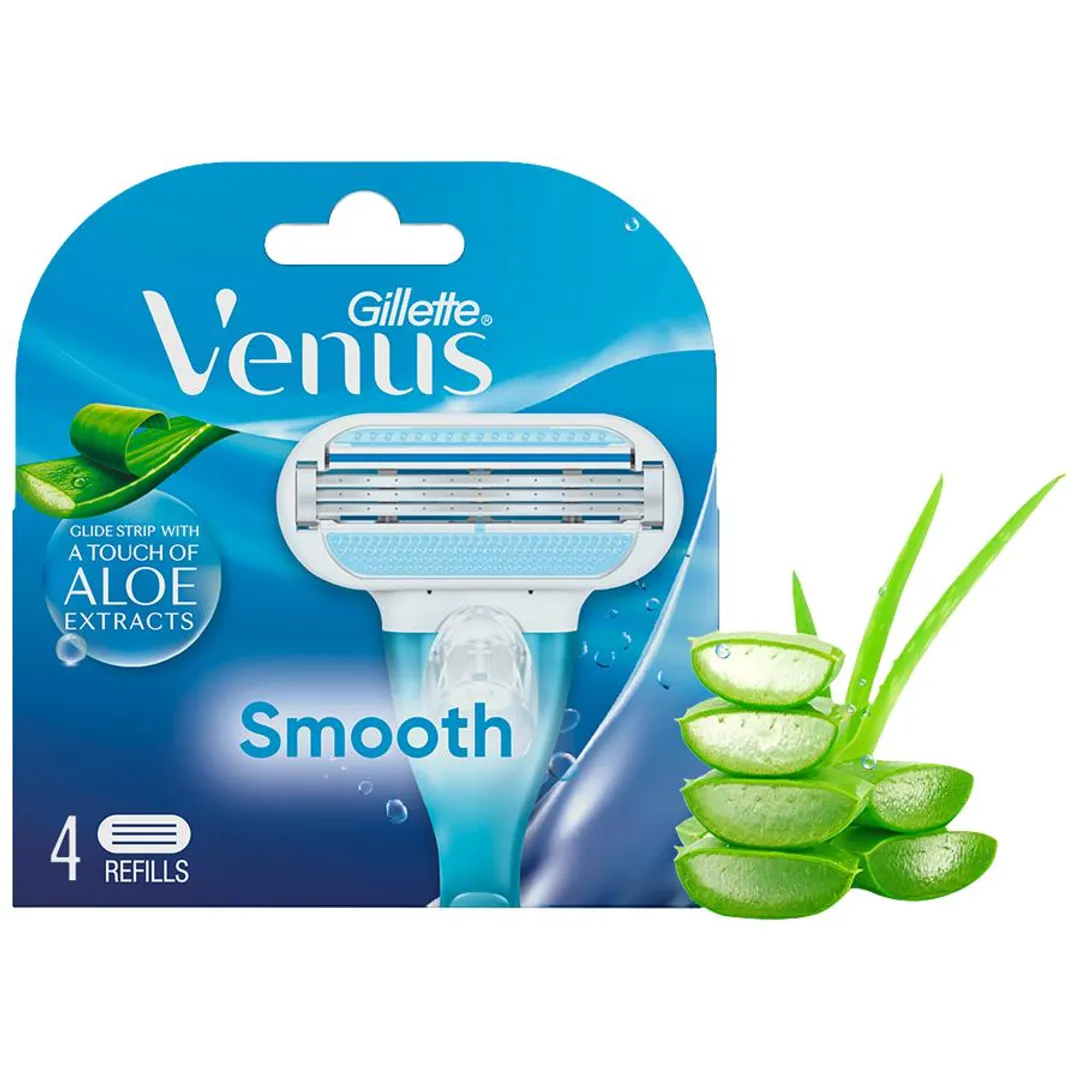 Gillette®
Venus
GLIDE STRIP WITH
A TOUCH OF
ALOE
EXTRACTS
Smooth
4
REFILLS